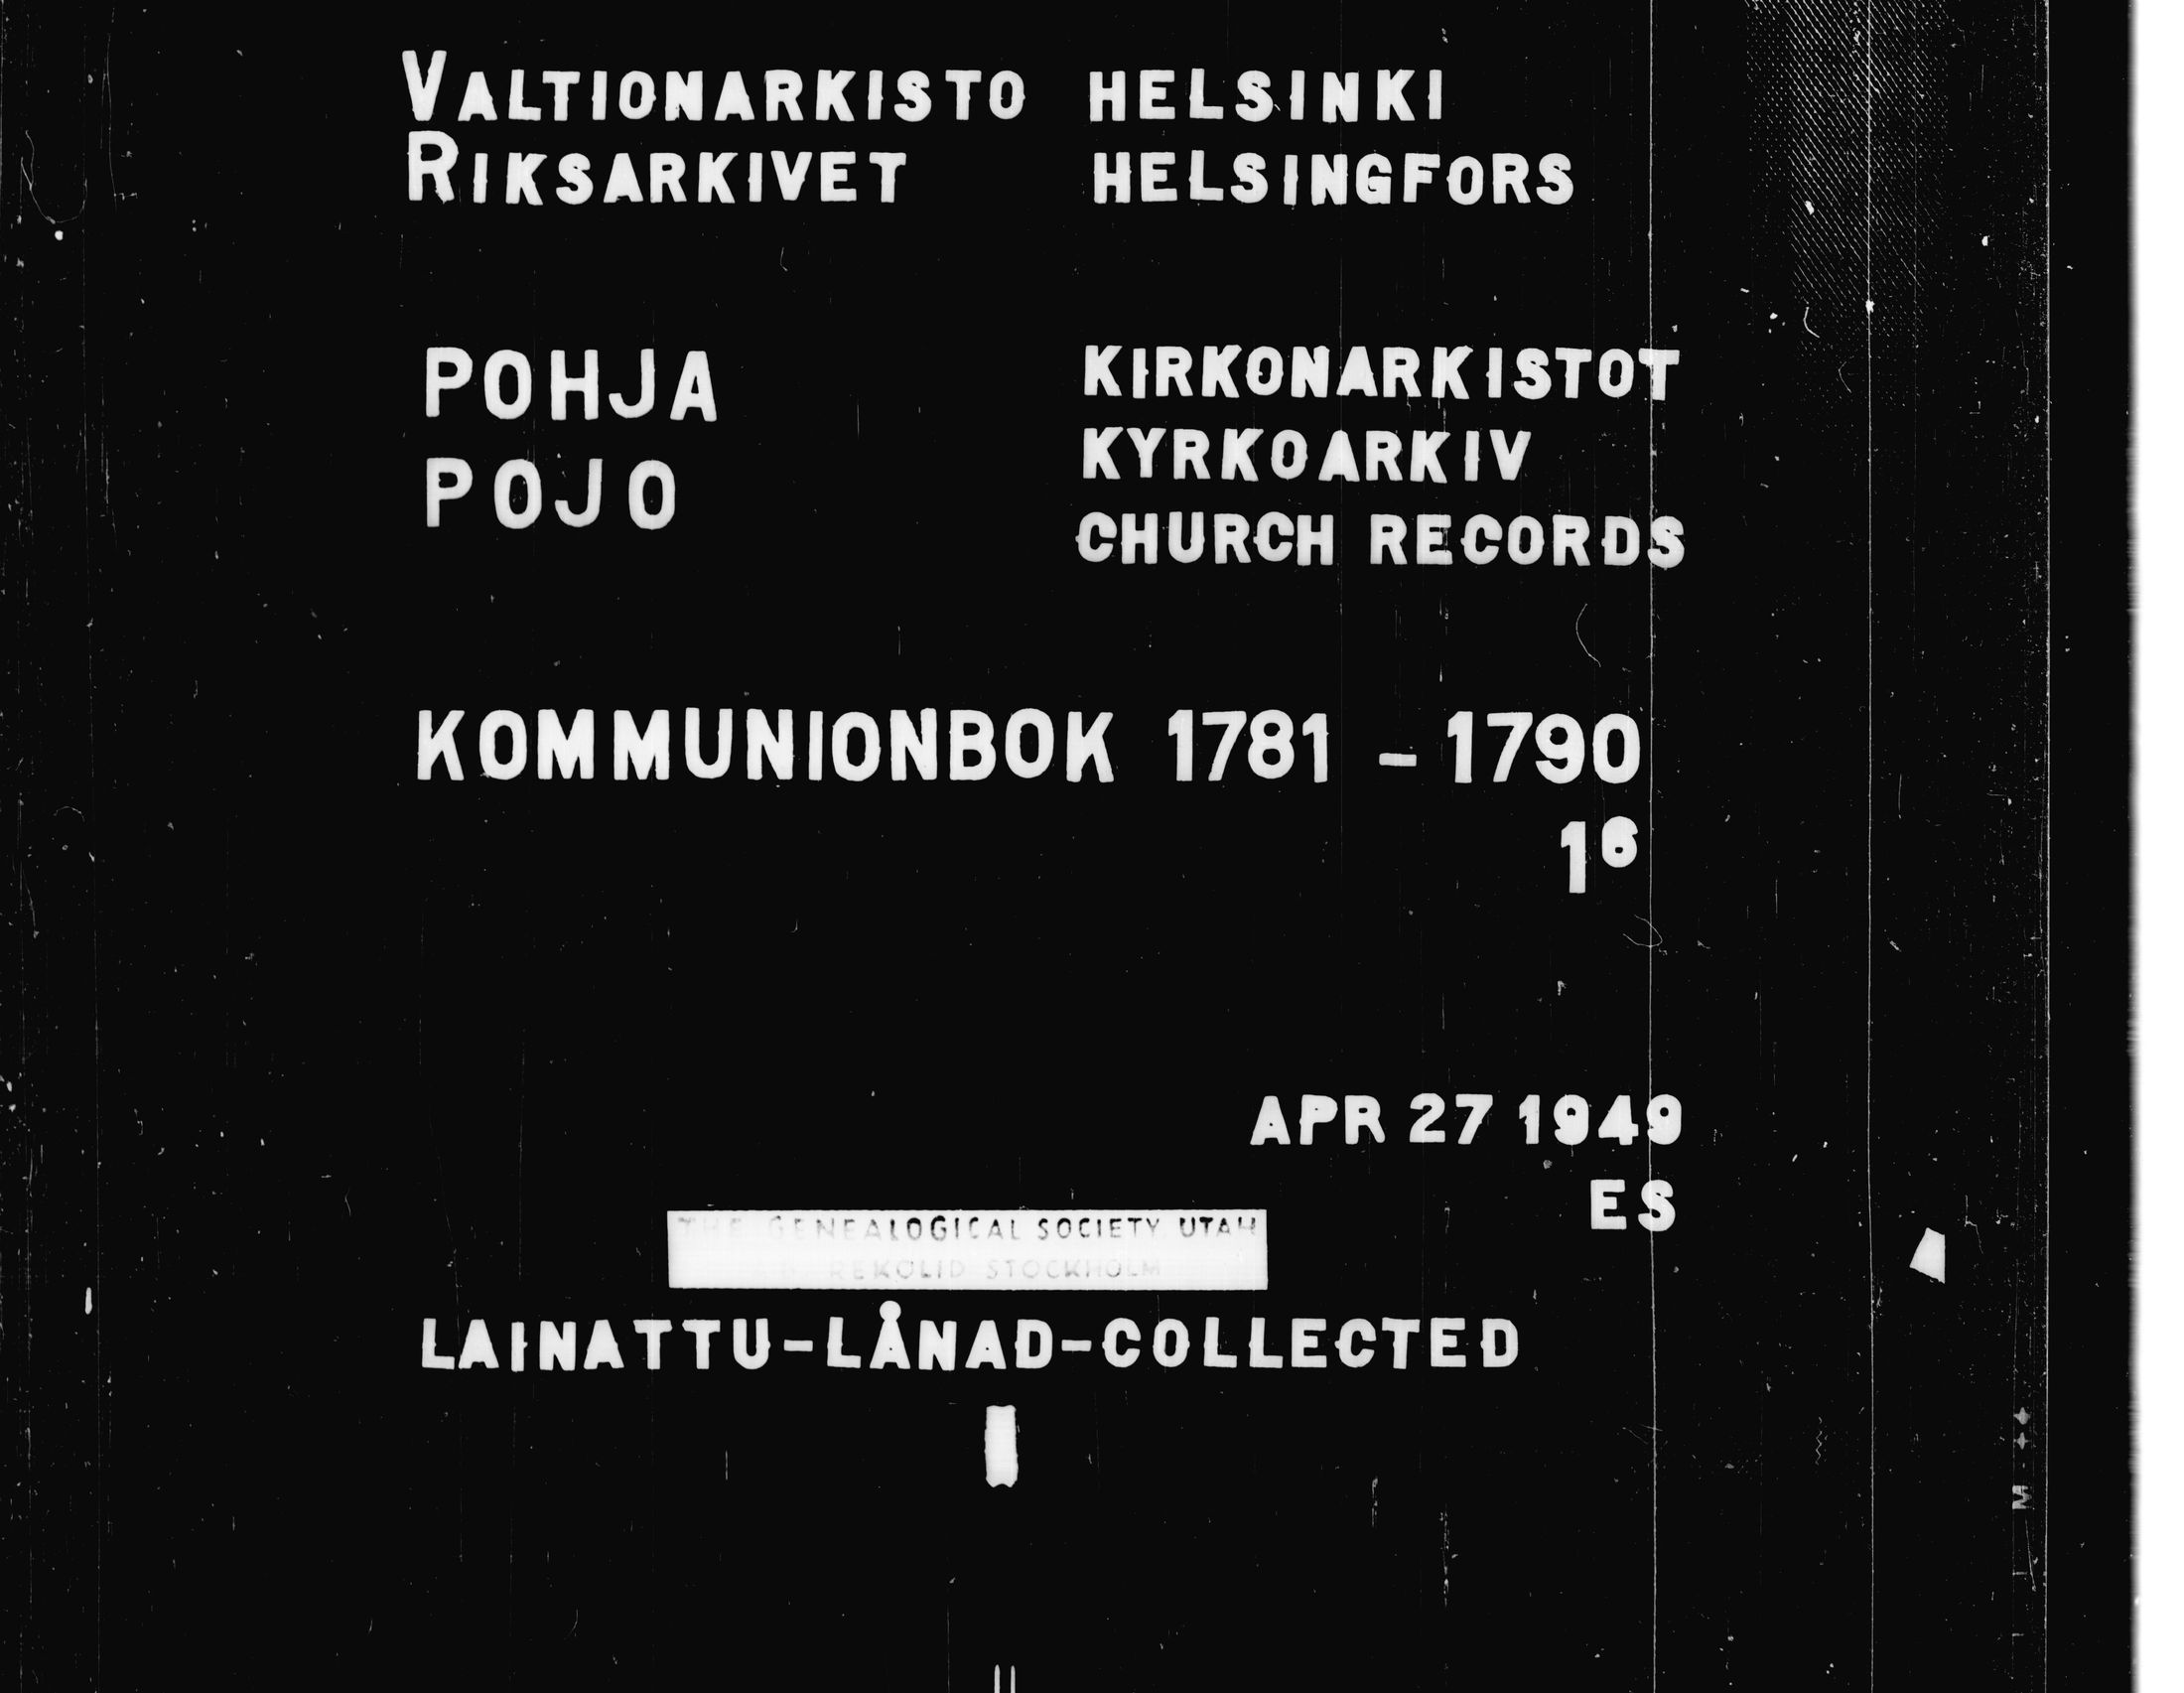 VALTIONARKISTO HELSINKI
RIKSARKIVET HELSINGFORS
POHJA
POJO
KIRKONARKISTOT
KYRKOARKIV
CHURCH RECORDS
KOMMUNIONBOK 1781 - 1790
1⁶
APR 27 1949
ES
THE GENEALOGICAL SOCIETY UTAH
REKOLID STOCKHOLM
LAINATTU-LÅNAD-COLLECTED